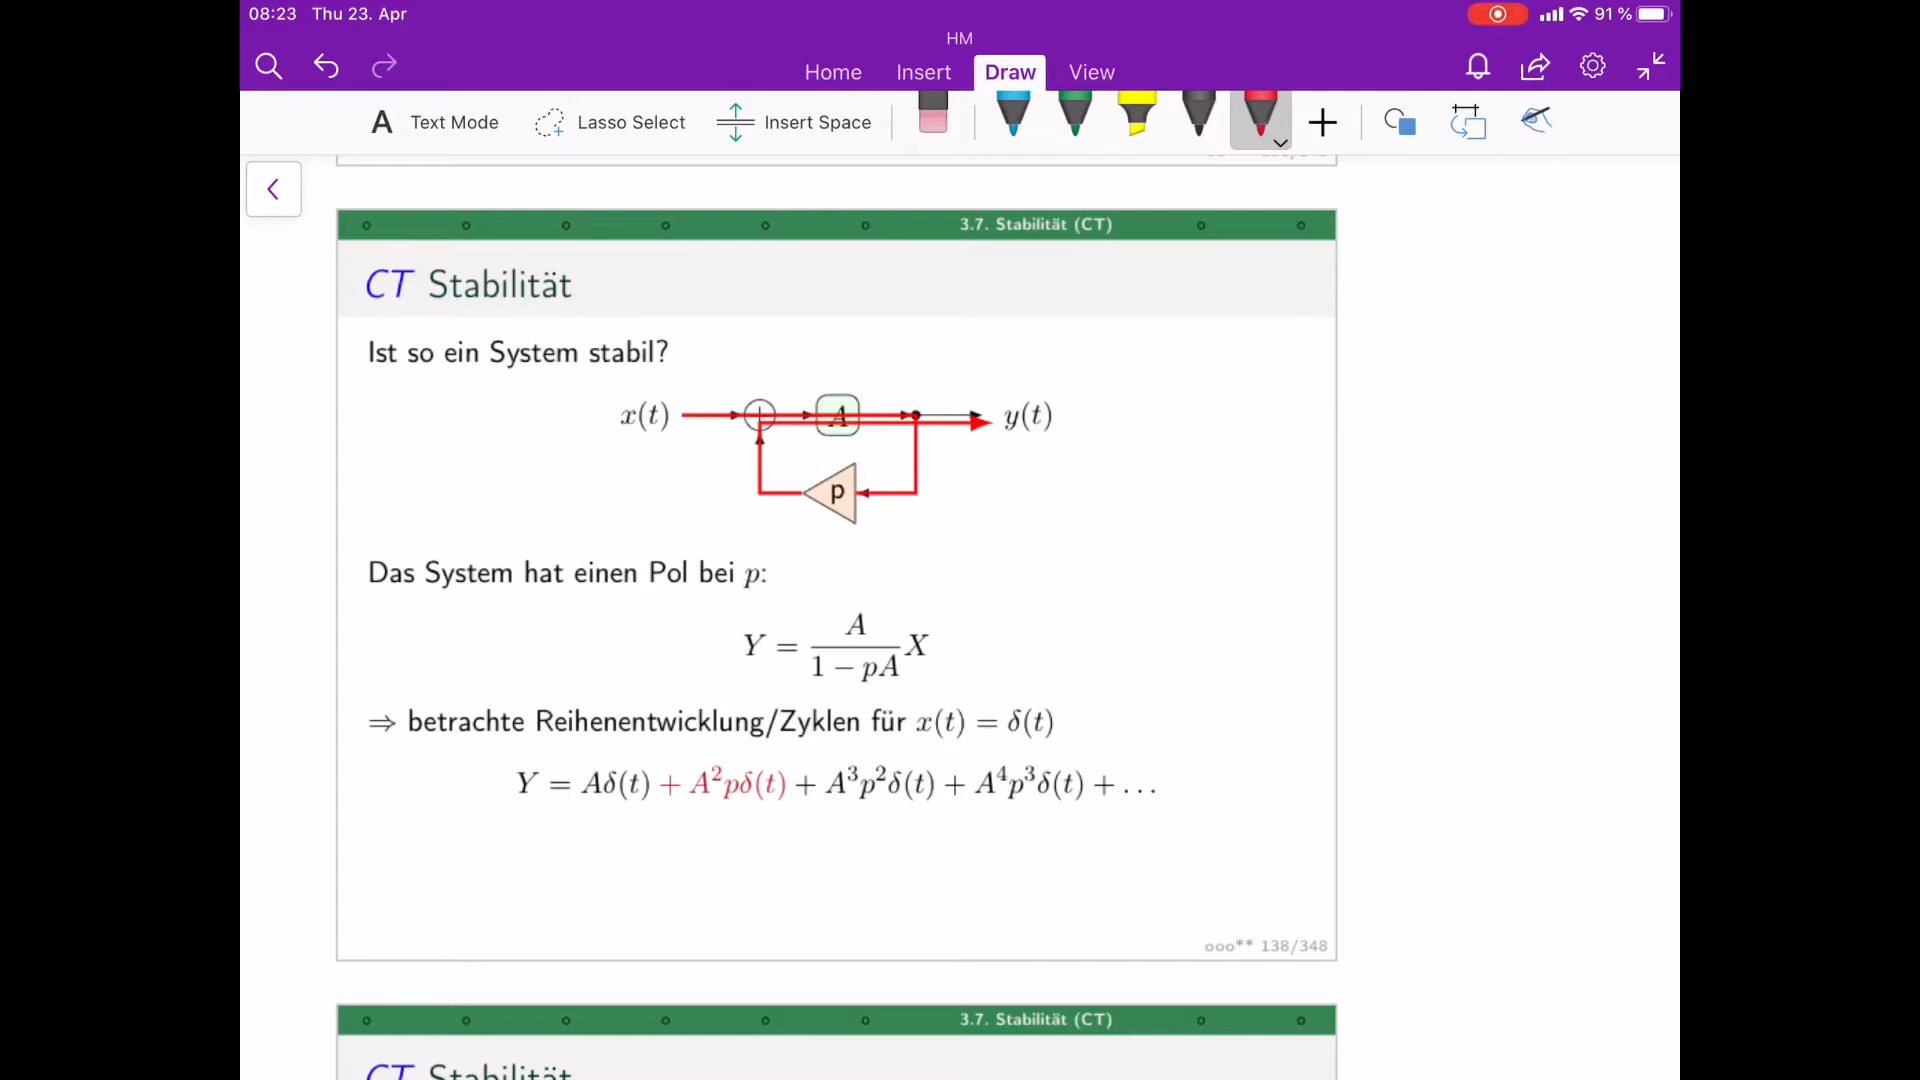 08:23 Thu 23. Apr
91 %
HM
Home Insert Draw View
A Text Mode Lasso Select Insert Space
3.7. Stabilität (CT)
CT Stabilität
Ist so ein System stabil?
x(t) + A y(t)
p
Das System hat einen Pol bei p:
Y = A / (1 − pA) X
⇒ betrachte Reihenentwicklung/Zyklen für x(t) = δ(t)
Y = Aδ(t) + A²pδ(t) + A³p²δ(t) + A⁴p³δ(t) + . . .
ooo** 138/348
3.7. Stabilität (CT)
CT Stabilität